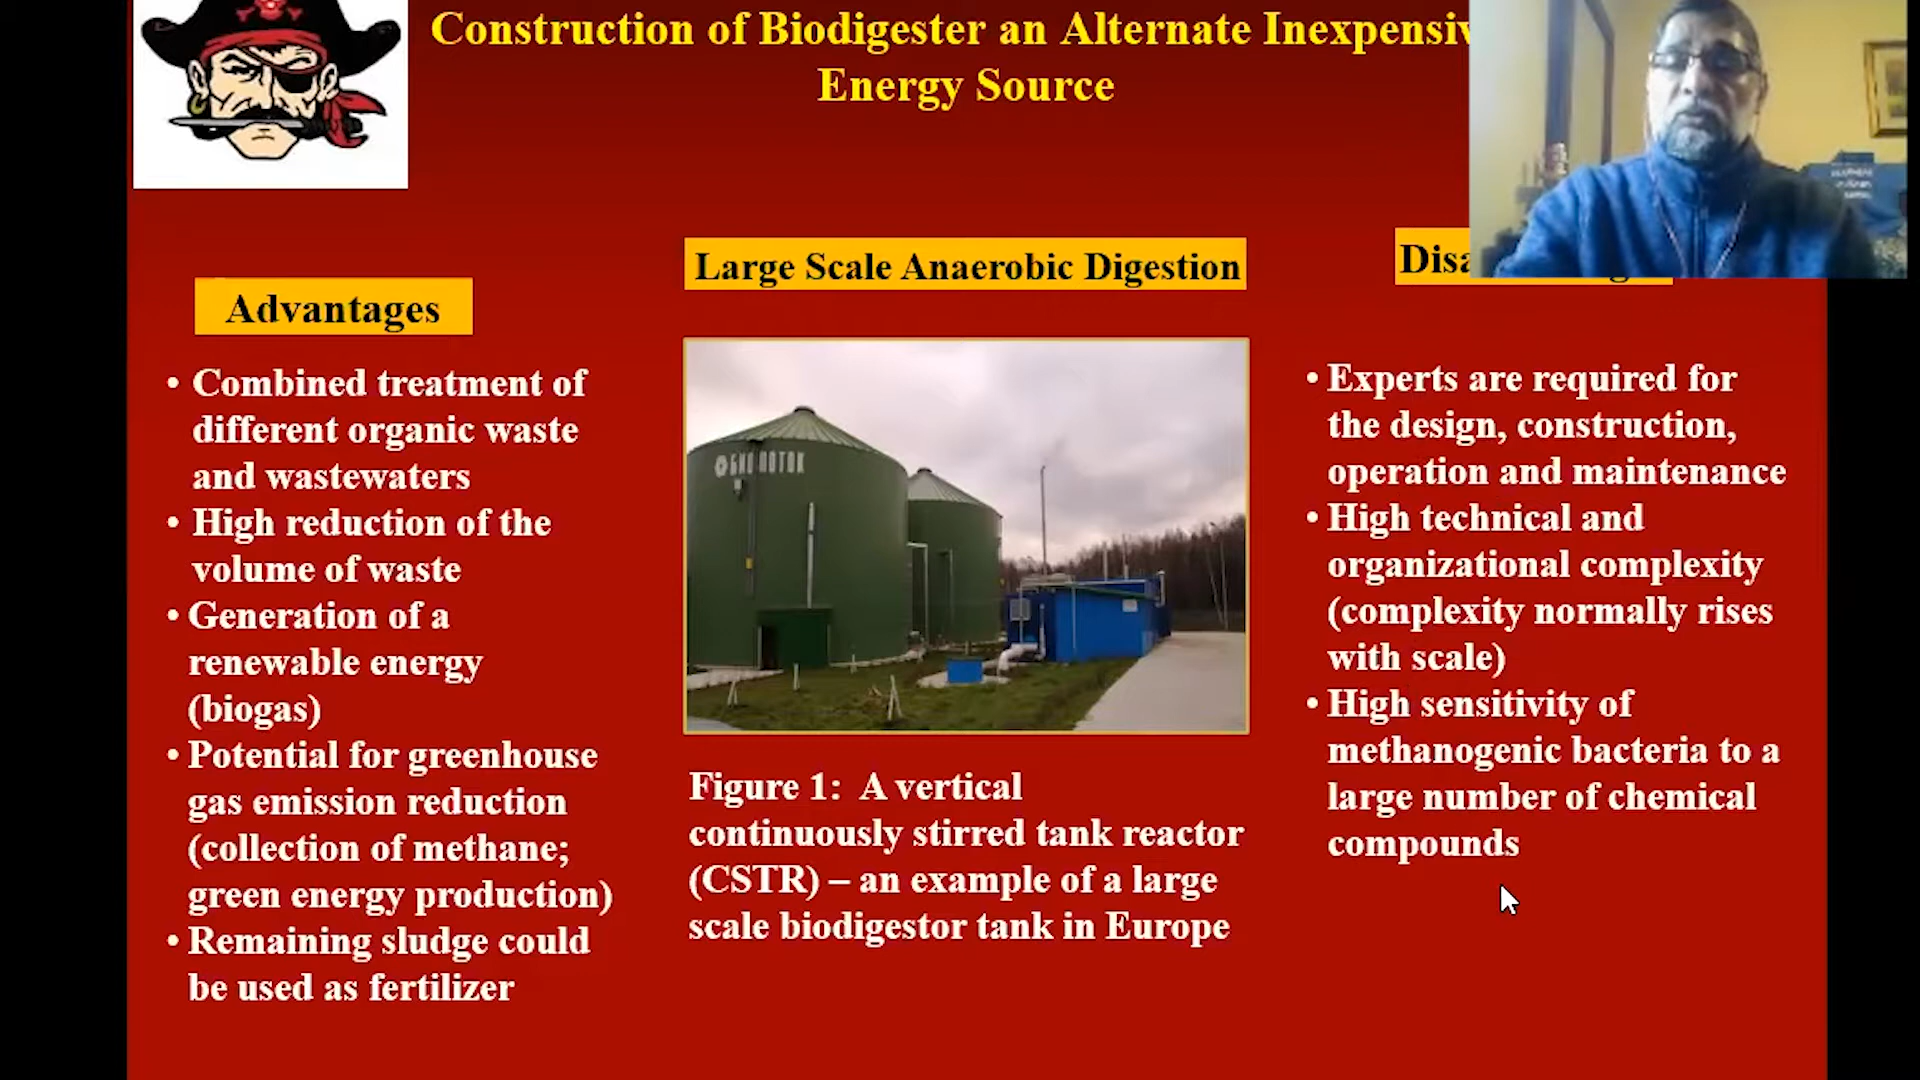 Construction of Biodigester an Alternate Inexpensiv
Energy Source
Advantages
• Combined treatment of
different organic waste
and wastewaters
• High reduction of the
volume of waste
• Generation of a
renewable energy
(biogas)
• Potential for greenhouse
gas emission reduction
(collection of methane;
green energy production)
• Remaining sludge could
be used as fertilizer
Large Scale Anaerobic Digestion
Figure 1: A vertical
continuously stirred tank reactor
(CSTR) – an example of a large
scale biodigestor tank in Europe
Disa
• Experts are required for
the design, construction,
operation and maintenance
• High technical and
organizational complexity
(complexity normally rises
with scale)
• High sensitivity of
methanogenic bacteria to a
large number of chemical
compounds